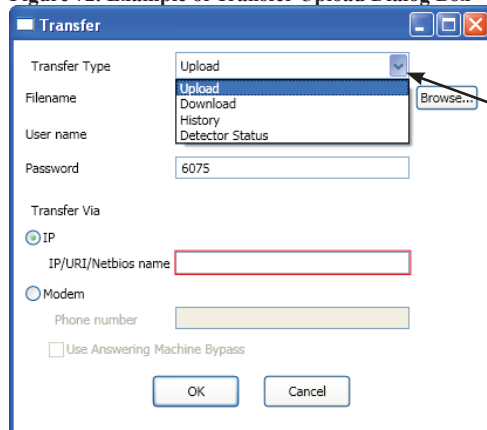 Transfer
Transfer Type Upload
Upload
Filename Download Browse...
History
User name Detector Status
Password 6075
Transfer Via
IP
IP/URI/Netbios name
Modem
Phone number
Use Answering Machine Bypass
OK Cancel